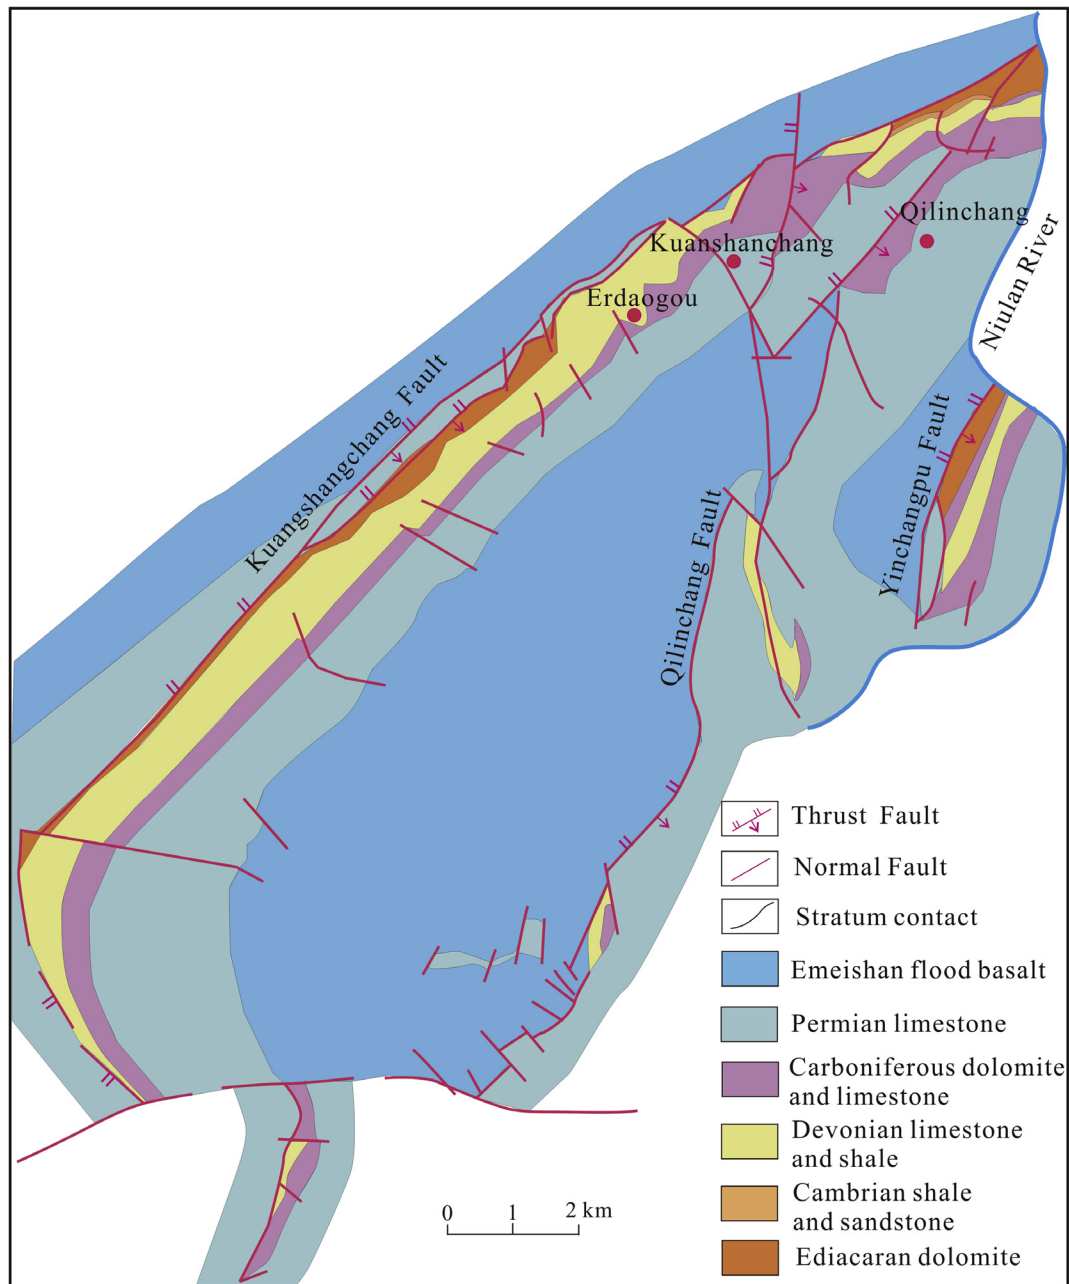 Qilinchang
Kuanshanchang
Niulan River
Erdaogou
Kuangshangchang Fault
Yinchangpu Fault
Qilinchang Fault
Thrust Fault
Normal Fault
Stratum contact
Emeishan flood basalt
Permian limestone
Carboniferous dolomite
and limestone
Devonian limestone
and shale
Cambrian shale
and sandstone
Ediacaran dolomite
0 1 2 km